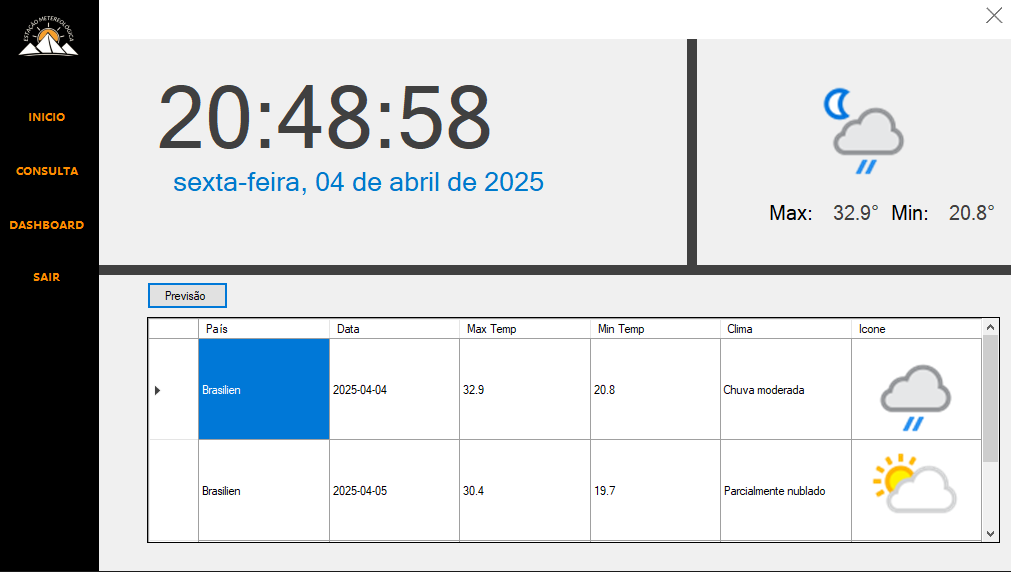 ESTAÇÃO METEREOLÓGICA
INICIO
CONSULTA
DASHBOARD
SAIR
20:48:58
sexta-feira, 04 de abril de 2025
Max: 32.9° Min: 20.8°
Previsão
País Data Max Temp Min Temp Clima Icone
Brasilien 2025-04-04 32.9 20.8 Chuva moderada
Brasilien 2025-04-05 30.4 19.7 Parcialmente nublado